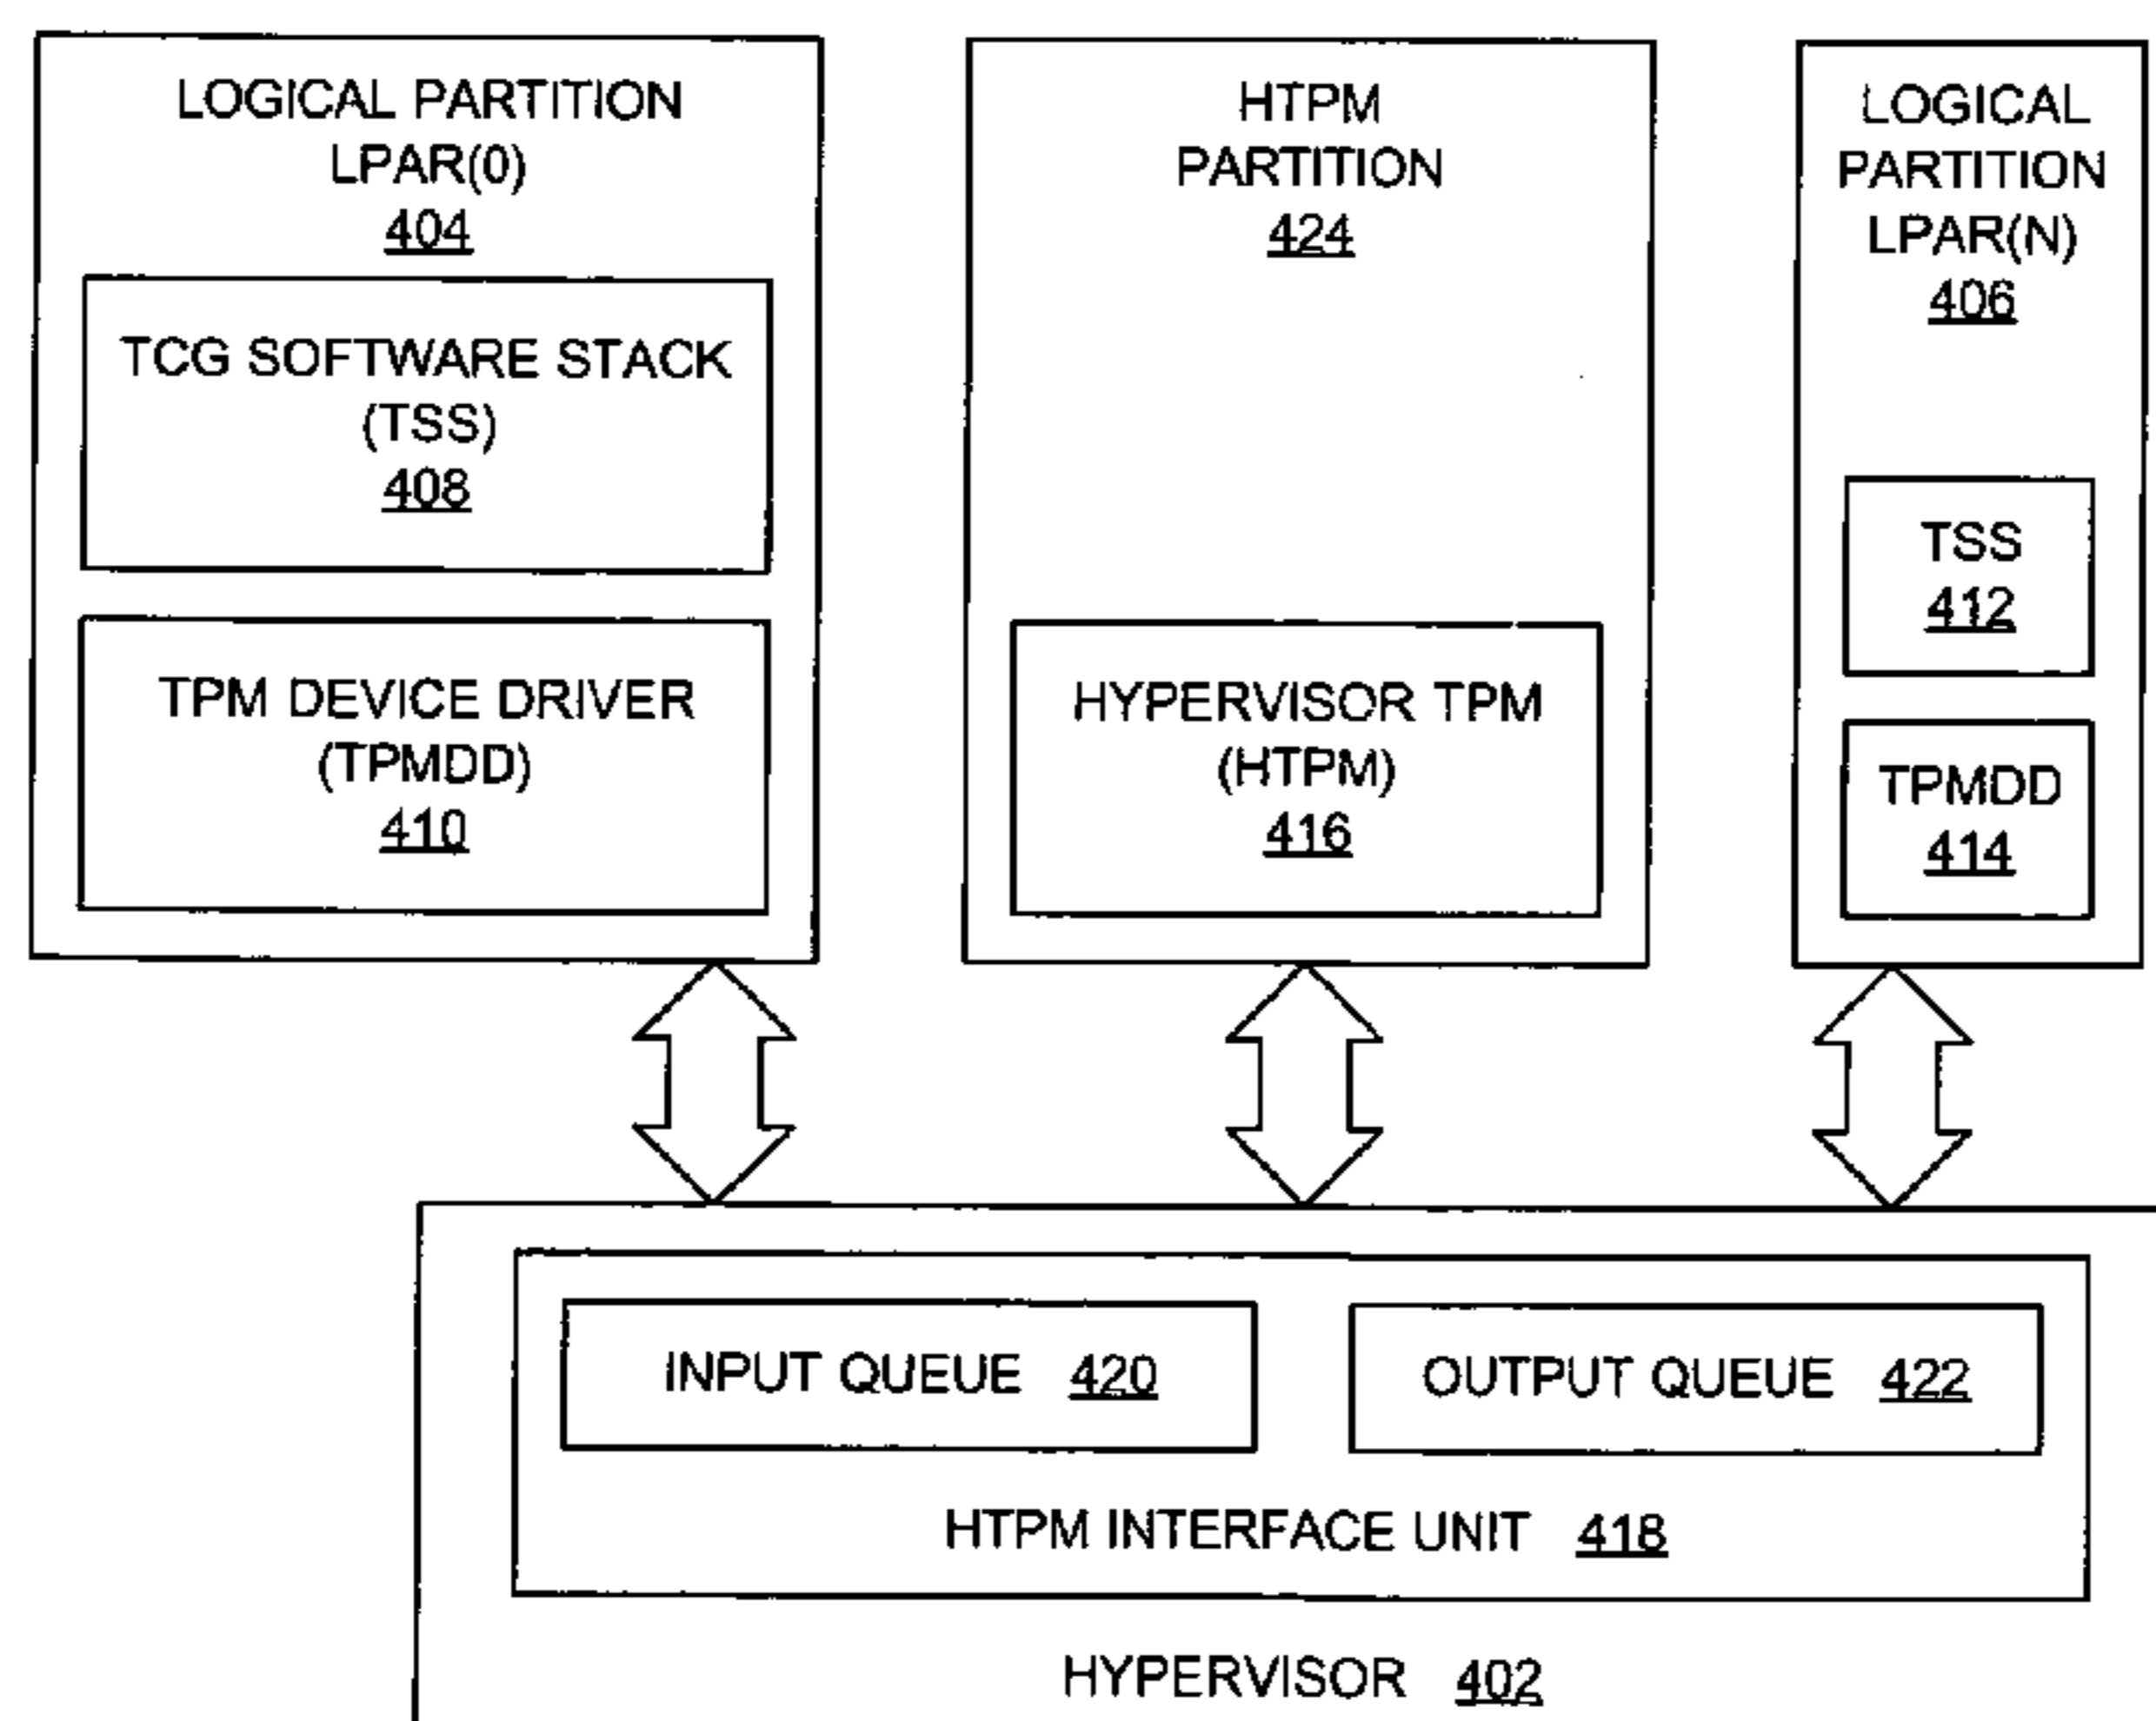 LOGICAL PARTITION
LPAR(0)
404
TCG SOFTWARE STACK
(TSS)
408
TPM DEVICE DRIVER
(TPMDD)
410
HTPM
PARTITION
424
HYPERVISOR TPM
(HTPM)
416
LOGICAL
PARTITION
LPAR(N)
406
TSS
412
TPMDD
414
INPUT QUEUE 420
OUTPUT QUEUE 422
HTPM INTERFACE UNIT 418
HYPERVISOR 402